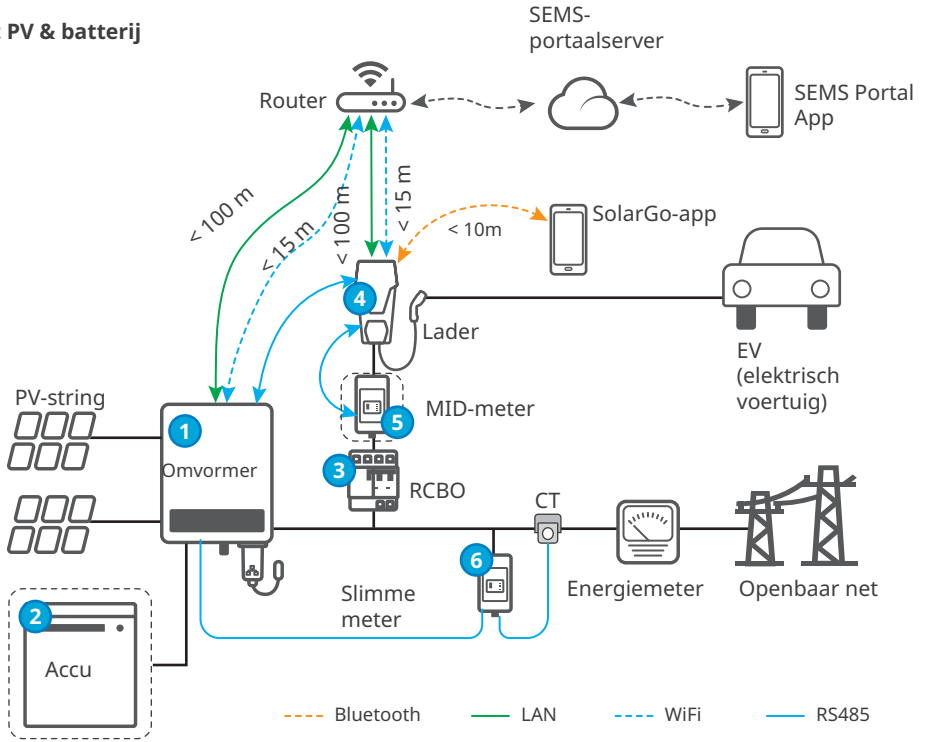 : PV & batterij
SEMS-
portaalserver
Router
SEMS Portal
App
< 100 m
< 15 m
< 100 m
< 15 m
< 10m
SolarGo-app
4
Lader
EV
(elektrisch
voertuig)
PV-string
1
Omvormer
MID-meter
5
3
RCBO
CT
6
Energiemeter
Openbaar net
Slimme
meter
2
Accu
Bluetooth
LAN
WiFi
RS485